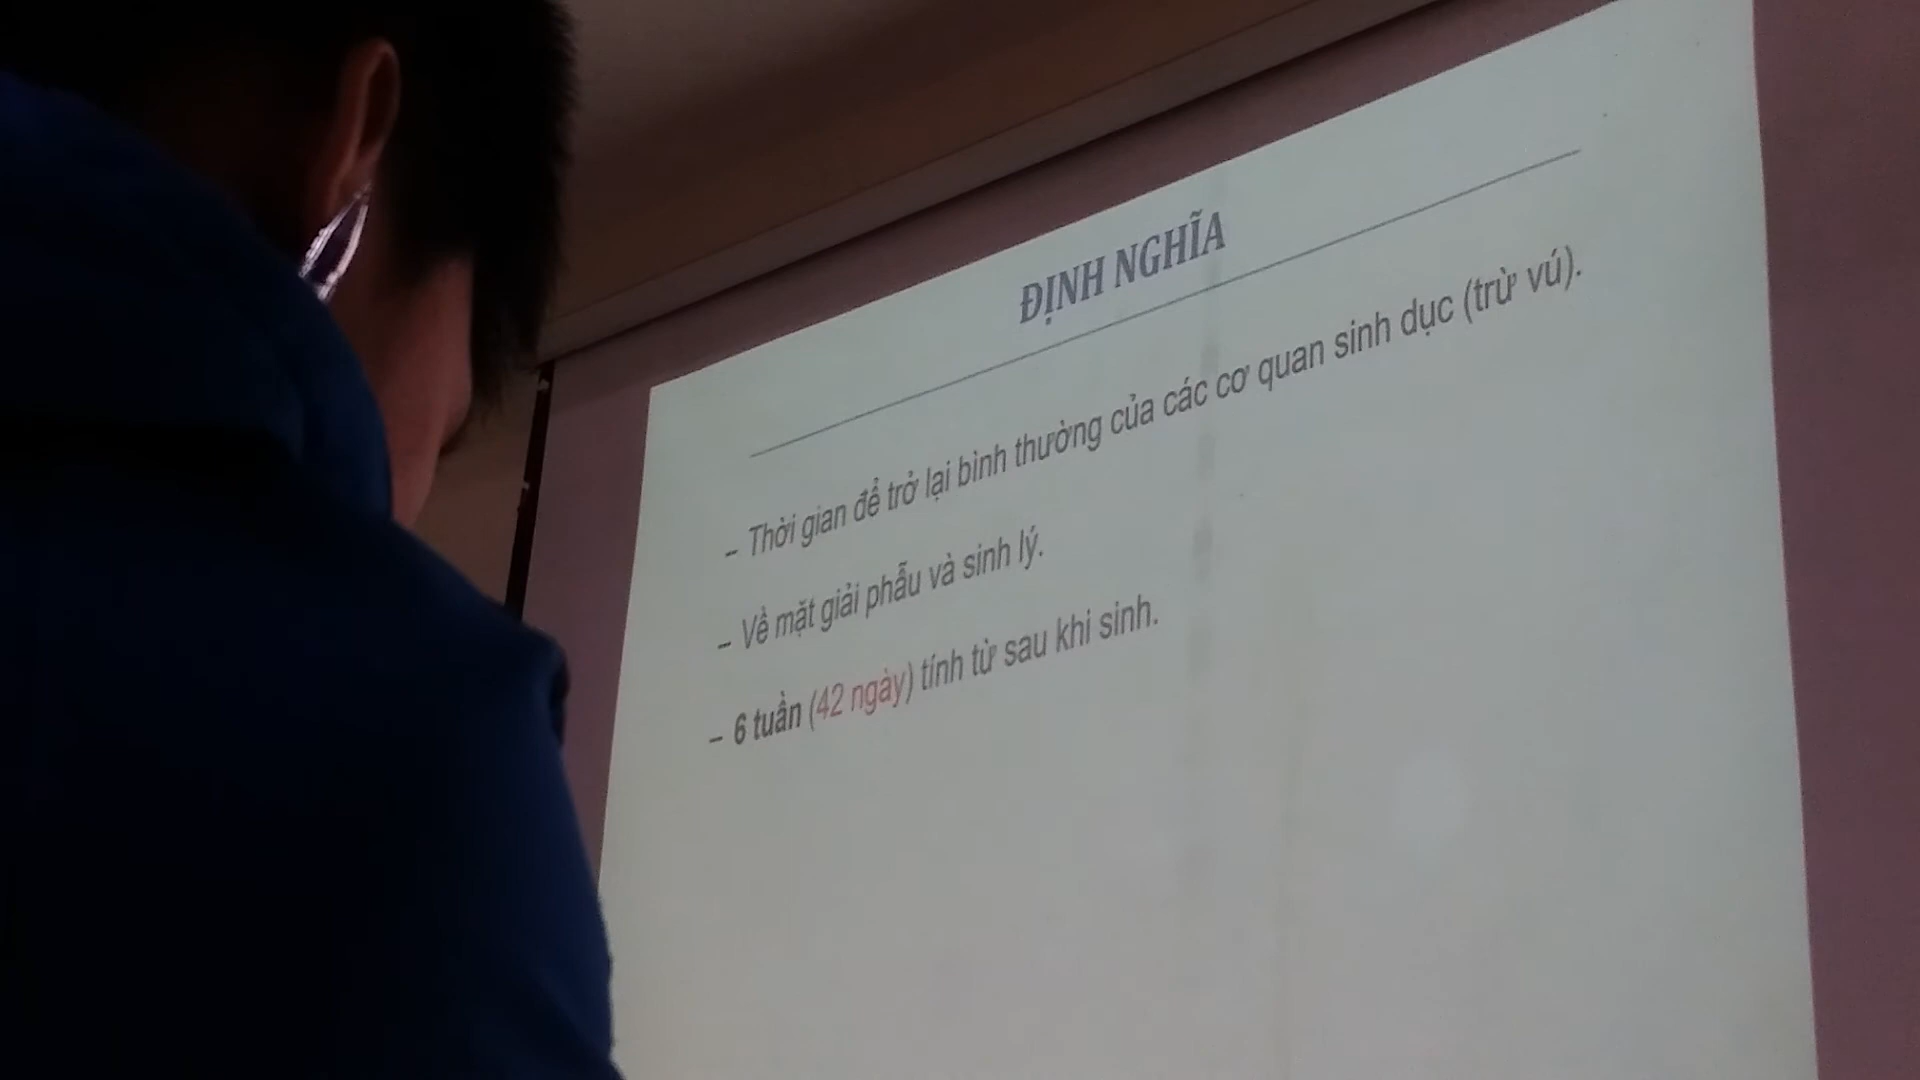 ĐỊNH NGHĨA
– Thời gian để trở lại bình thường của các cơ quan sinh dục (trừ vú).
– Về mặt giải phẫu và sinh lý.
– 6 tuần (42 ngày) tính từ sau khi sinh.